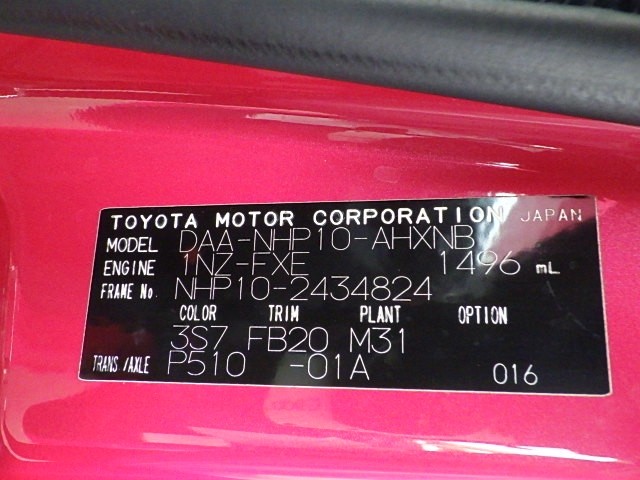 TOYOTA MOTOR CORPORATION JAPAN
MODEL DAA-NHP10-AHXNB
ENGINE 1NZ-FXE 1496 mL
FRAME No. NHP10-2434824
COLOR TRIM PLANT OPTION
3S7 FB20 M31
TRANS/AXLE P510 -01A 016